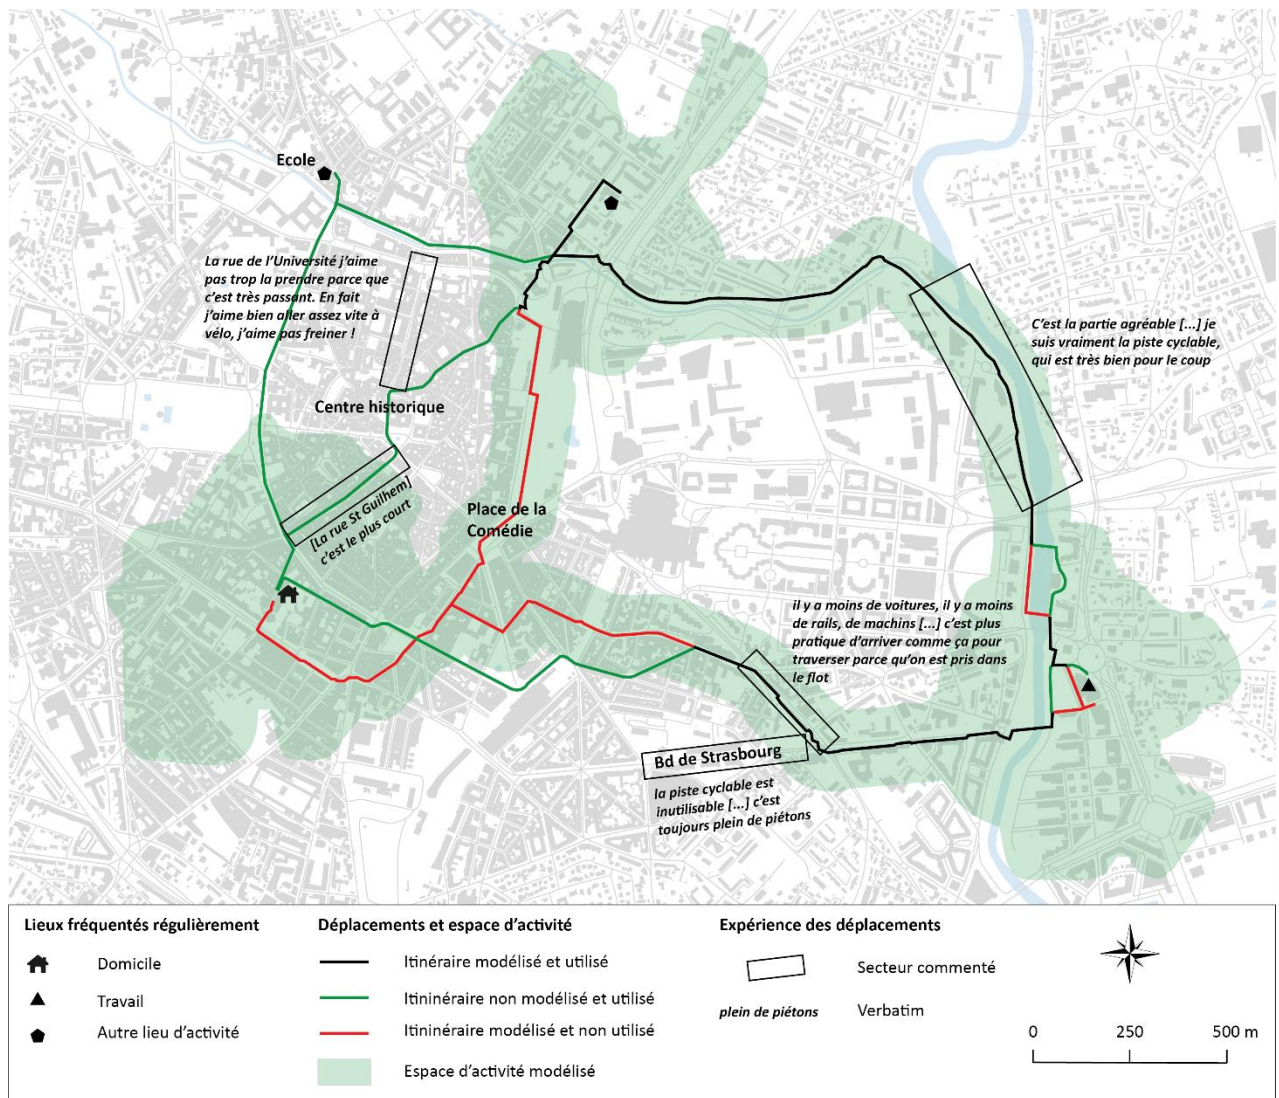 Ecole
La rue de l'Université j'aime
pas trop la prendre parce que
c'est très passant. En fait
j'aime bien aller assez vite à
vélo, j'aime pas freiner !
C'est la partie agréable [...] je
suis vraiment la piste cyclable,
qui est très bien pour le coup
Centre historique
[La rue St Guilhem]
c'est le plus court
Place de la
Comédie
il y a moins de voitures, il y a moins
de rails, de machins [...] c'est plus
pratique d'arriver comme ça pour
traverser parce qu'on est pris dans
le flot
Bd de Strasbourg
la piste cyclable est
inutilisable [...] c'est
toujours plein de piétons
Lieux fréquentés régulièrement
Domicile
Travail
Autre lieu d'activité
Déplacements et espace d'activité
Itinéraire modélisé et utilisé
Itininéraire non modélisé et utilisé
Itininéraire modélisé et non utilisé
Espace d'activité modélisé
Expérience des déplacements
Secteur commenté
plein de piétons Verbatim
0 250 500 m